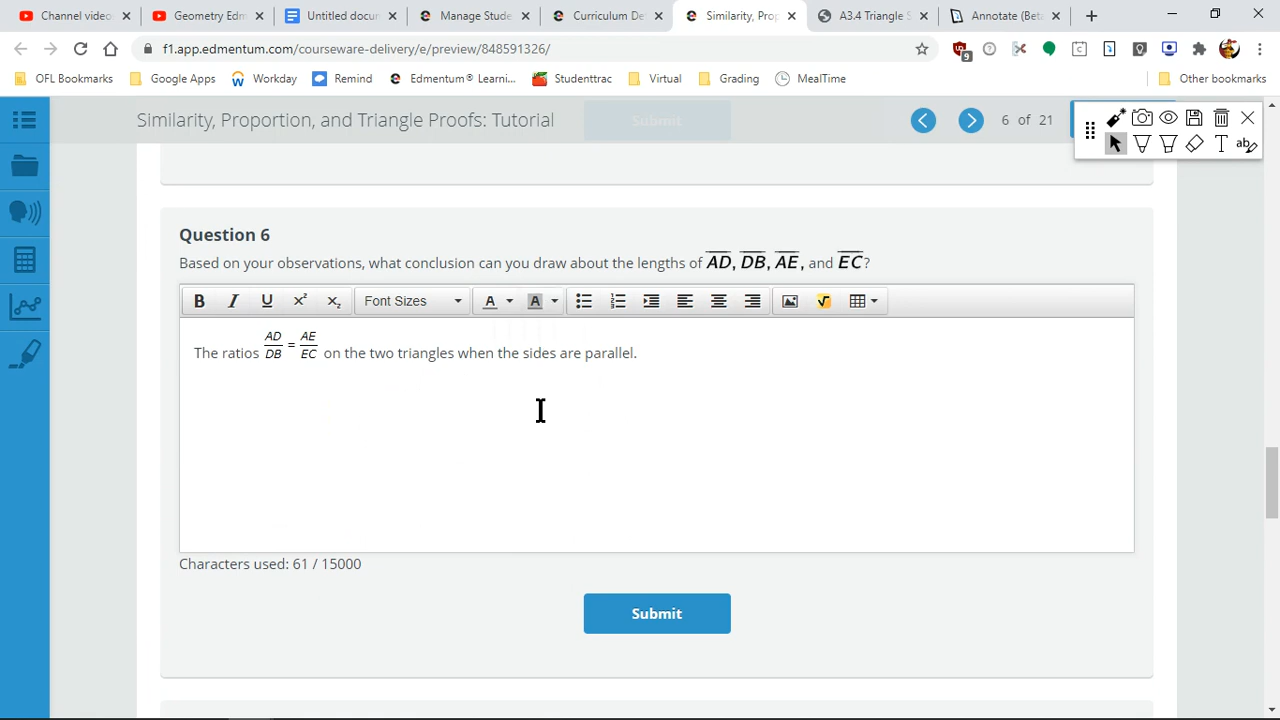 Channel video
Geometry Edm
Untitled docu
Manage Stude
Curriculum De
Similarity, Prop
A3.4 Triangle S
Annotate (Bet
f1.app.edmentum.com/courseware-delivery/e/preview/848591326/
9
OFL Bookmarks
Google Apps
Workday
Remind
Edmentum® Learni...
Studenttrac
Virtual
Grading
MealTime
Other bookmarks
Similarity, Proportion, and Triangle Proofs: Tutorial
Submit
6 of 21
Question 6
Based on your observations, what conclusion can you draw about the lengths of AD, DB, AE, and EC?
Font Sizes
The ratios AD/DB = AE/EC on the two triangles when the sides are parallel.
Characters used: 61 / 15000
Submit